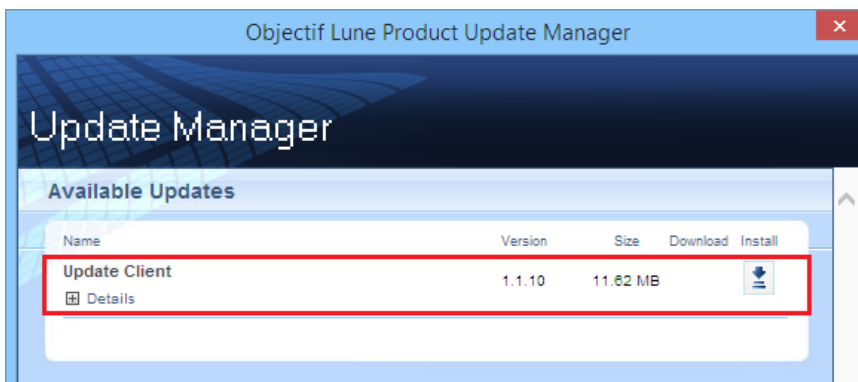 Objectif Lune Product Update Manager
Update Manager
Available Updates
Name Version Size Download Install
Update Client 1.1.10 11.62 MB
Details